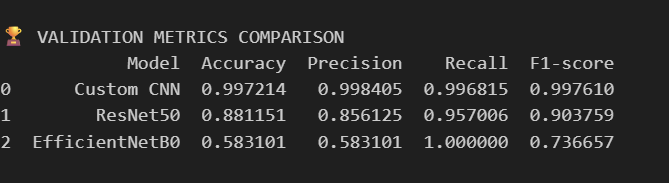 🏆 VALIDATION METRICS COMPARISON
Model Accuracy Precision Recall F1-score
0 Custom CNN 0.997214 0.998405 0.996815 0.997610
1 ResNet50 0.881151 0.856125 0.957006 0.903759
2 EfficientNetB0 0.583101 0.583101 1.000000 0.736657